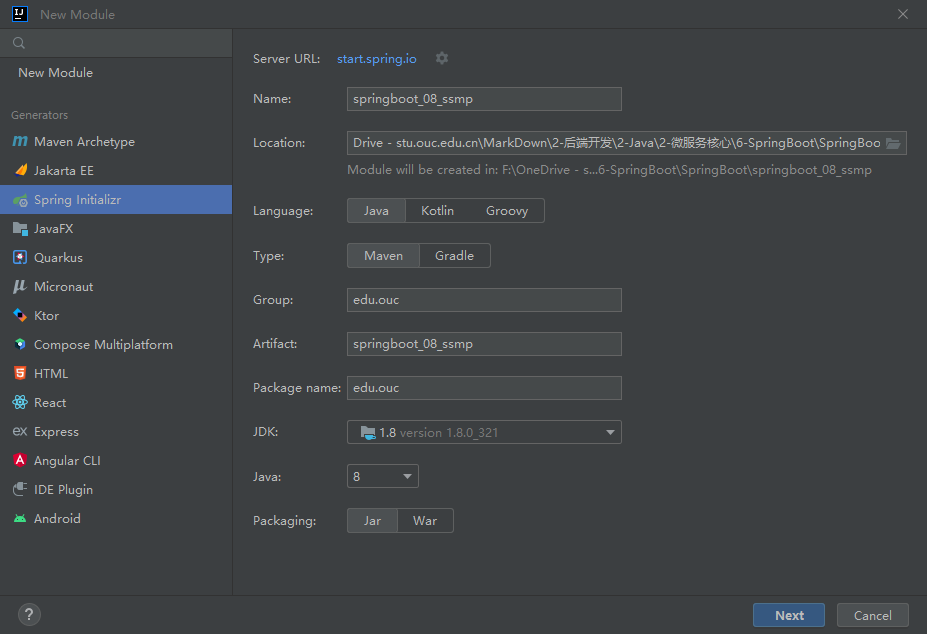 New Module
New Module
Generators
Maven Archetype
Jakarta EE
Spring Initializr
JavaFX
Quarkus
Micronaut
Ktor
Compose Multiplatform
HTML
React
Express
Angular CLI
IDE Plugin
Android
Server URL: start.spring.io
Name: springboot_08_ssmp
Location: Drive - stu.ouc.edu.cn\MarkDown\2-后端开发\2-Java\2-微服务核心\6-SpringBoot\SpringBoo
Module will be created in: F:\OneDrive - s...6-SpringBoot\SpringBoot\springboot_08_ssmp
Language: Java Kotlin Groovy
Type: Maven Gradle
Group: edu.ouc
Artifact: springboot_08_ssmp
Package name: edu.ouc
JDK: 1.8 version 1.8.0_321
Java: 8
Packaging: Jar War
? Next Cancel